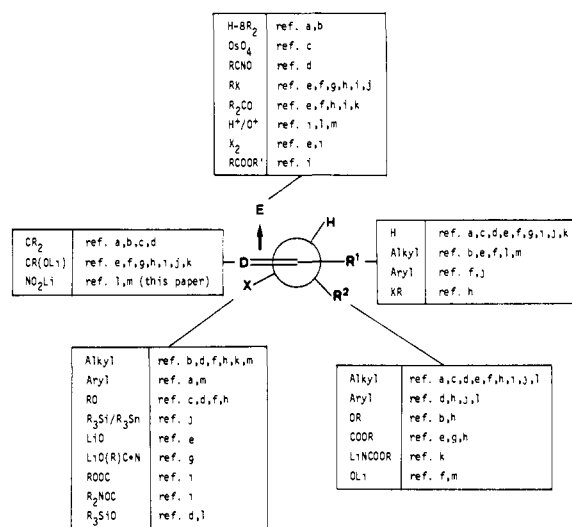 H-8R2 ref. a,b
OsO4 ref. c
RCNO ref. d
RX ref. e,f,g,h,i,j
R2CO ref. e,f,h,i,k
H+/O+ ref. i,l,m
X2 ref. e,i
RCOOR' ref. i
E
H
CR2 ref. a,b,c,d
CR(OLi) ref. e,f,g,h,i,j,k
NO2Li ref. l,m (this paper)
D
R1
X
R2
H ref. a,c,d,e,f,g,i,j,k
Alkyl ref. b,e,f,l,m
Aryl ref. f,j
XR ref. h
Alkyl ref. b,d,f,h,k,m
Aryl ref. a,m
RO ref. c,d,f,h
R3Si/R3Sn ref. j
LiO ref. e
LiO(R)C=N ref. g
ROOC ref. i
R2NOC ref. i
R3SiO ref. d,l
Alkyl ref. a,c,d,e,f,g,h,i,j,l
Aryl ref. d,h,j,l
OR ref. b,h
COOR ref. e,g,h
LiNCOOR ref. k
OLi ref. f,m